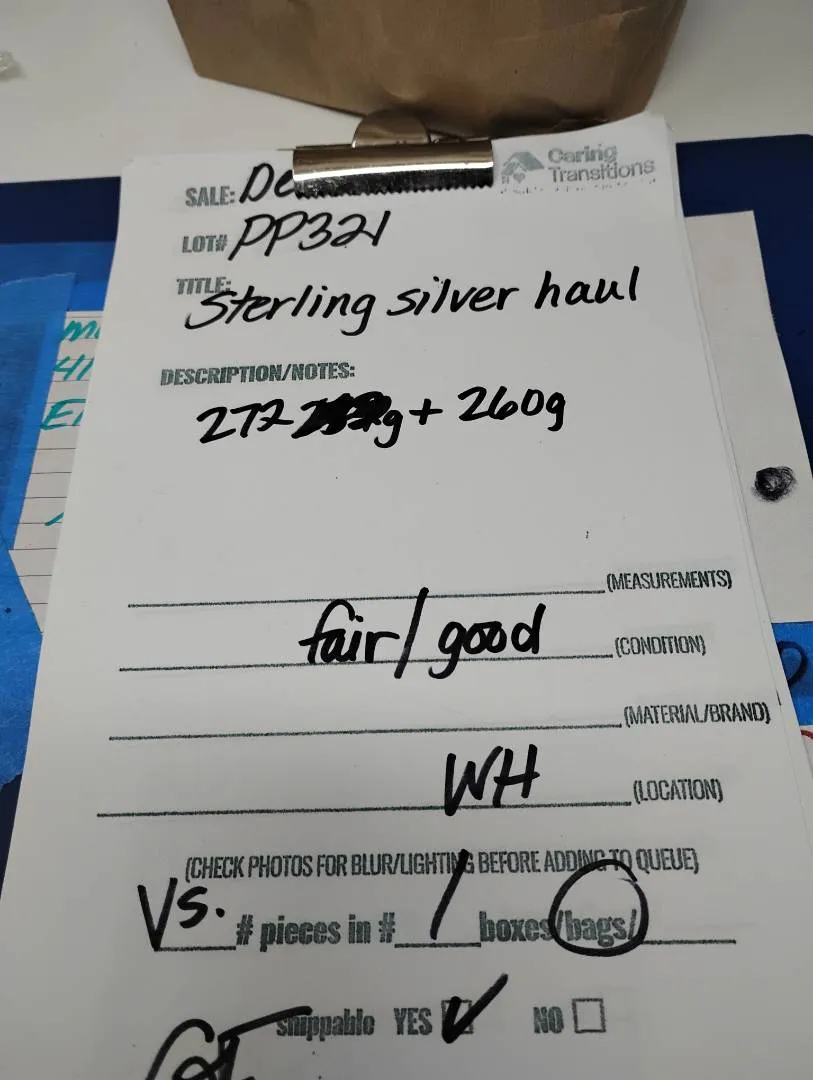 Caring
Transitions
SALE: De
LOT# PP321
TITLE: Sterling silver haul
DESCRIPTION/NOTES:
272 g + 260g
(MEASUREMENTS)
fair/good (CONDITION)
(MATERIAL/BRAND)
WH (LOCATION)
(CHECK PHOTOS FOR BLUR/LIGHTING BEFORE ADDING TO QUEUE)
Vs. # pieces in # 1 boxes/bags/
shippable YES ✓ NO